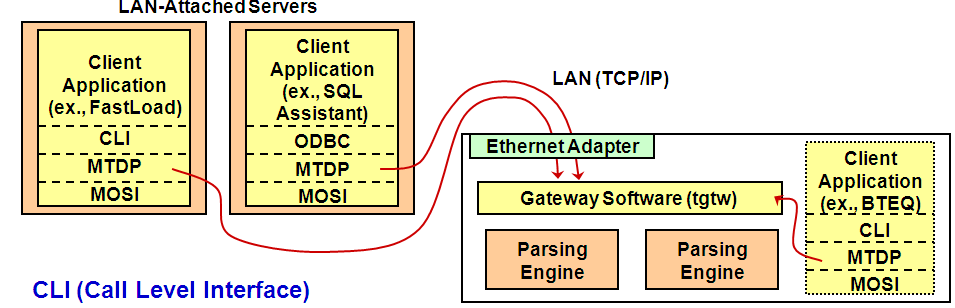 LAN-Attached Servers
Client
Application
(ex., FastLoad)
CLI
MTDP
MOSI
Client
Application
(ex., SQL
Assistant)
ODBC
MTDP
MOSI
LAN (TCP/IP)
Ethernet Adapter
Gateway Software (tgtw)
Parsing
Engine
Parsing
Engine
Client
Application
(ex., BTEQ)
CLI
MTDP
MOSI
CLI (Call Level Interface)